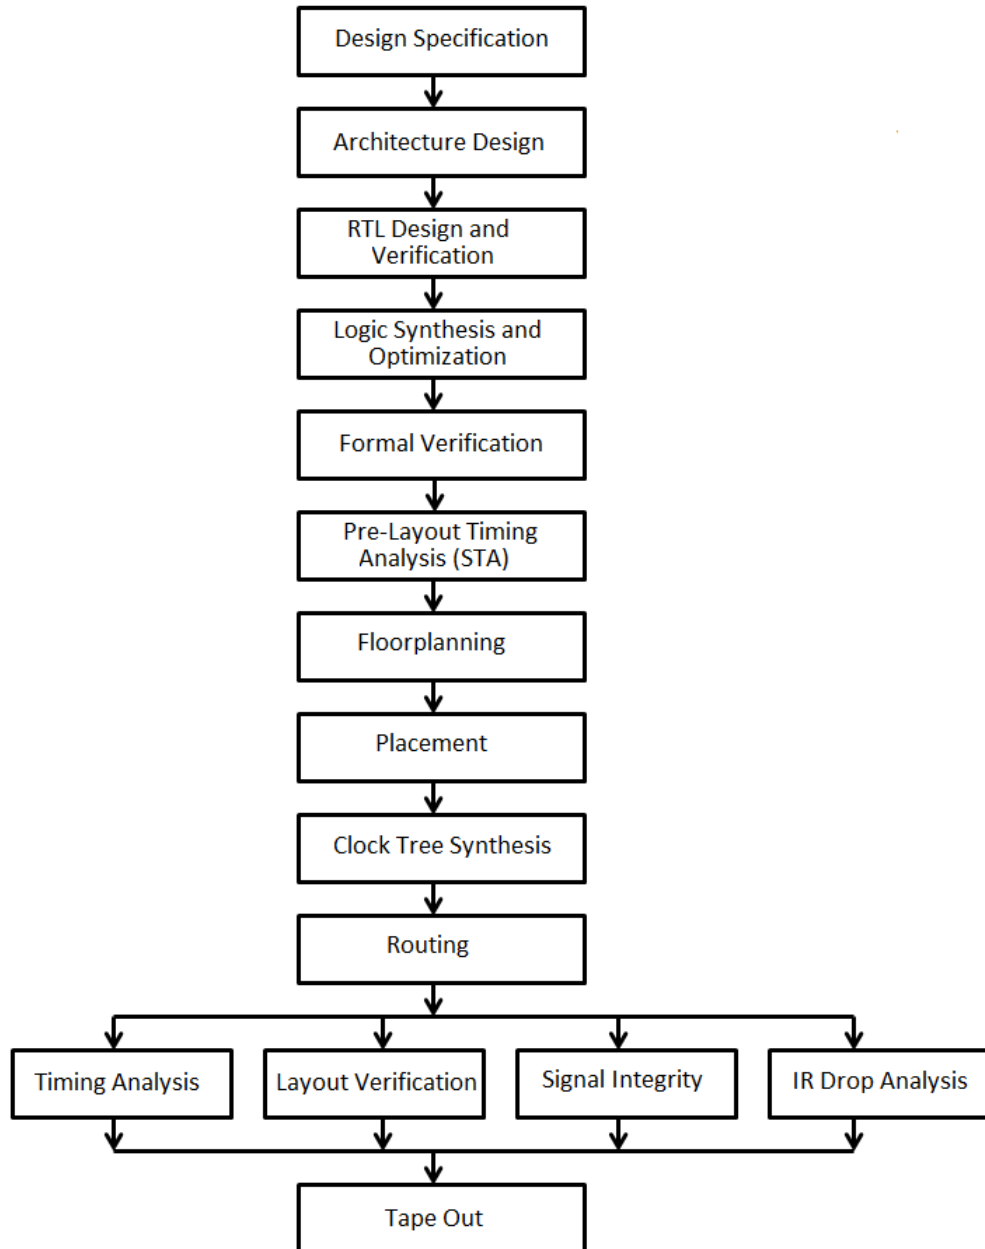 Design Specification
Architecture Design
RTL Design and
Verification
Logic Synthesis and
Optimization
Formal Verification
Pre-Layout Timing
Analysis (STA)
Floorplanning
Placement
Clock Tree Synthesis
Routing
Timing Analysis
Layout Verification
Signal Integrity
IR Drop Analysis
Tape Out